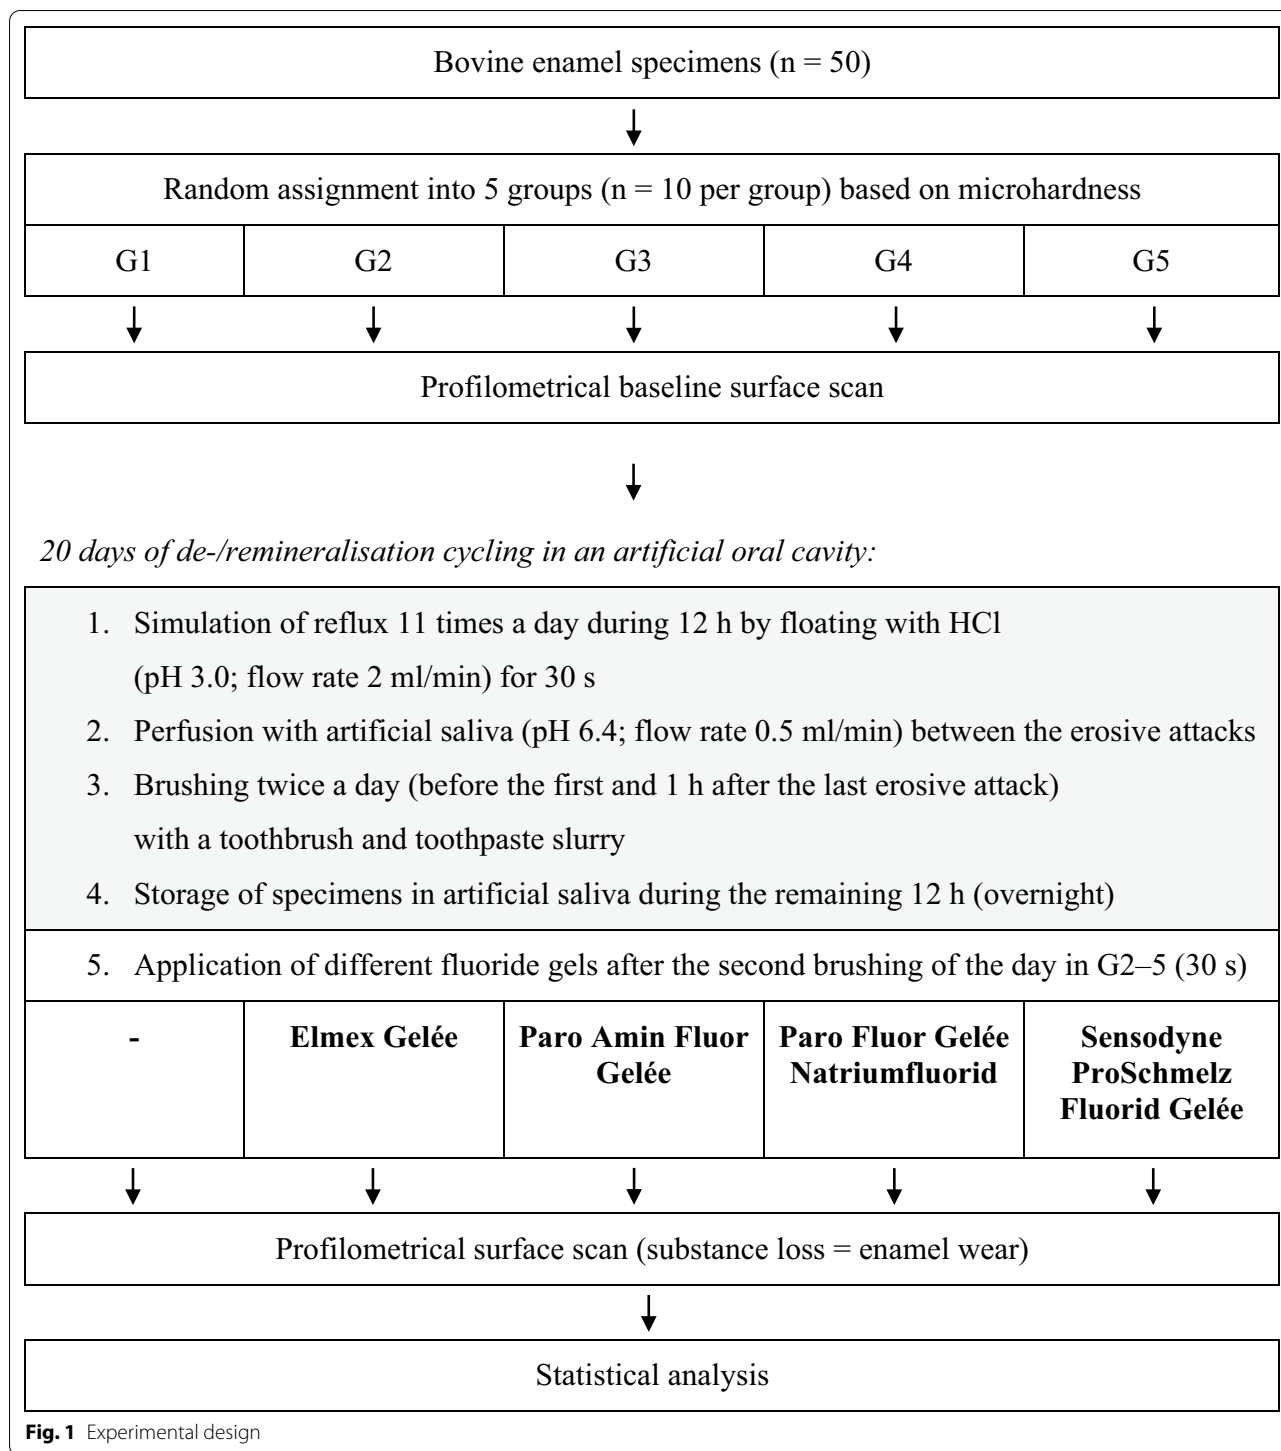 Bovine enamel specimens (n = 50)
Random assignment into 5 groups (n = 10 per group) based on microhardness
G1 G2 G3 G4 G5
Profilometrical baseline surface scan
20 days of de-/remineralisation cycling in an artificial oral cavity:
1. Simulation of reflux 11 times a day during 12 h by floating with HCl
(pH 3.0; flow rate 2 ml/min) for 30 s
2. Perfusion with artificial saliva (pH 6.4; flow rate 0.5 ml/min) between the erosive attacks
3. Brushing twice a day (before the first and 1 h after the last erosive attack)
with a toothbrush and toothpaste slurry
4. Storage of specimens in artificial saliva during the remaining 12 h (overnight)
5. Application of different fluoride gels after the second brushing of the day in G2–5 (30 s)
-
Elmex Gelée
Paro Amin Fluor
Gelée
Paro Fluor Gelée
Natriumfluorid
Sensodyne
ProSchmelz
Fluorid Gelée
Profilometrical surface scan (substance loss = enamel wear)
Statistical analysis
Fig. 1 Experimental design